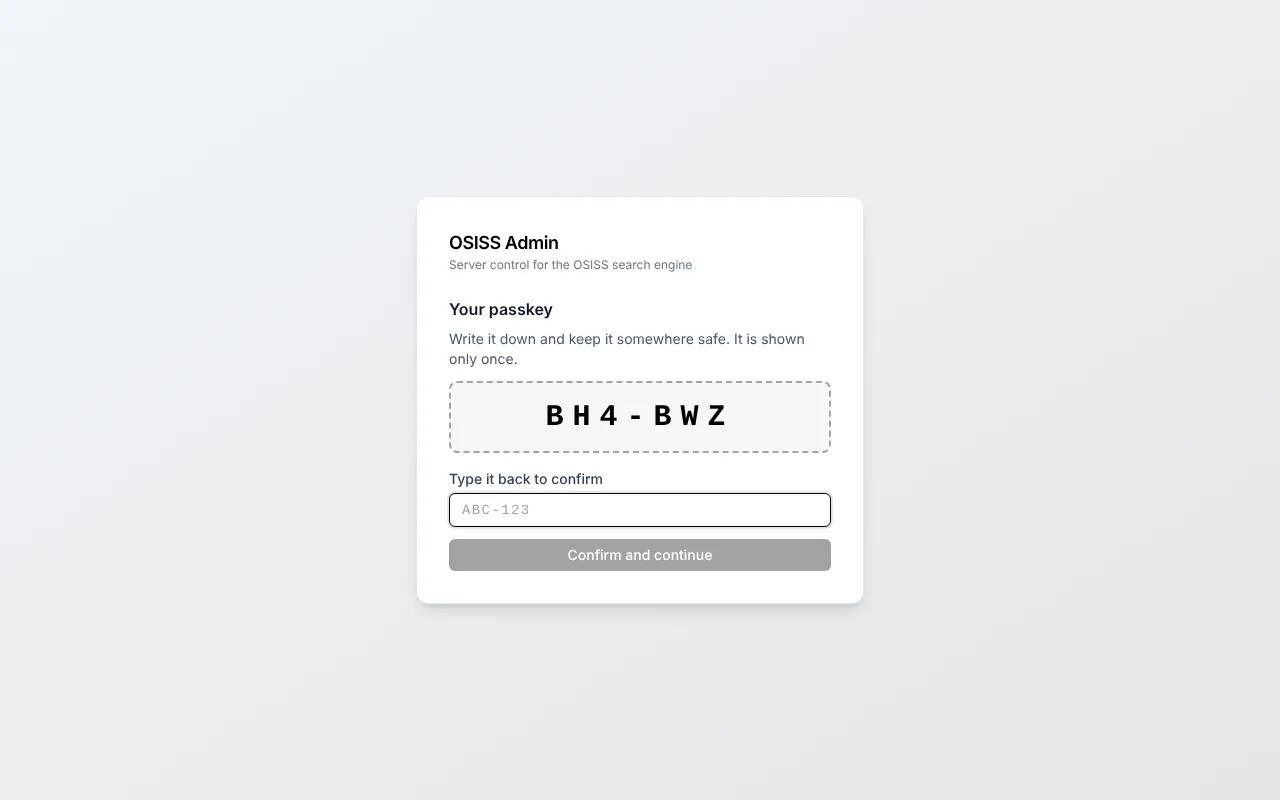 OSISS Admin
Server control for the OSISS search engine
Your passkey
Write it down and keep it somewhere safe. It is shown
only once.
BH4-BWZ
Type it back to confirm
ABC-123
Confirm and continue